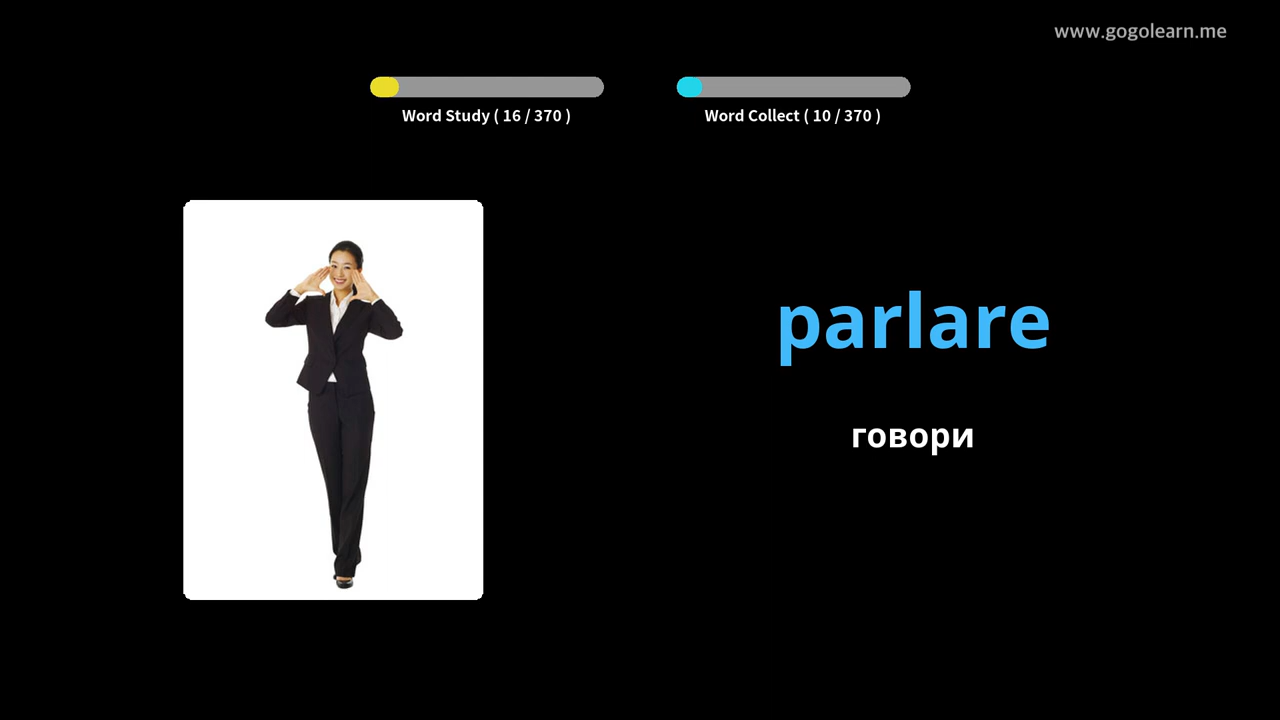 www.gogolearn.me
Word Study ( 16 / 370 )
Word Collect ( 10 / 370 )
parlare
говори